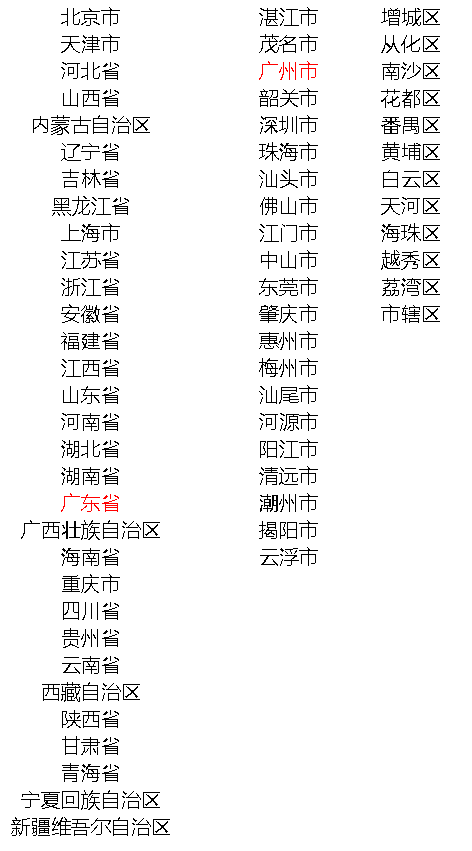 北京市
天津市
河北省
山西省
内蒙古自治区
辽宁省
吉林省
黑龙江省
上海市
江苏省
浙江省
安徽省
福建省
江西省
山东省
河南省
湖北省
湖南省
广东省
广西壮族自治区
海南省
重庆市
四川省
贵州省
云南省
西藏自治区
陕西省
甘肃省
青海省
宁夏回族自治区
新疆维吾尔自治区
湛江市
茂名市
广州市
韶关市
深圳市
珠海市
汕头市
佛山市
江门市
中山市
东莞市
肇庆市
惠州市
梅州市
汕尾市
河源市
阳江市
清远市
潮州市
揭阳市
云浮市
增城区
从化区
南沙区
花都区
番禺区
黄埔区
白云区
天河区
海珠区
越秀区
荔湾区
市辖区